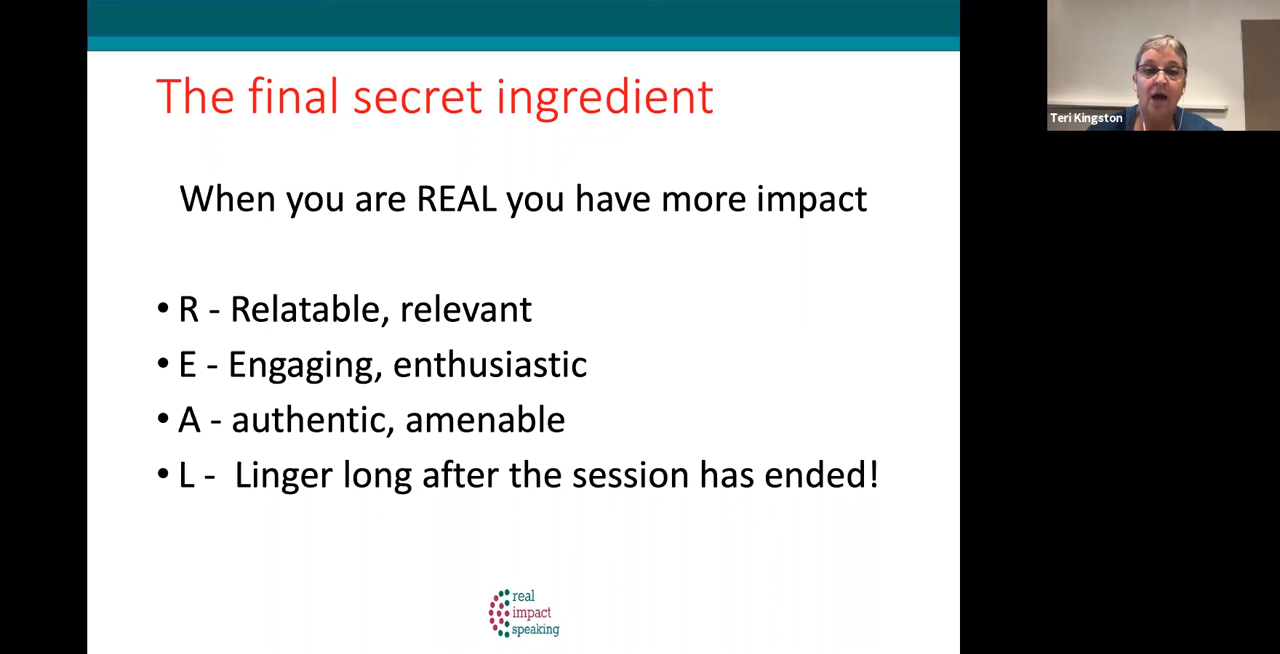 The final secret ingredient
When you are REAL you have more impact
• R - Relatable, relevant
• E - Engaging, enthusiastic
• A - authentic, amenable
• L - Linger long after the session has ended!
real
impact
speaking
Teri Kingston